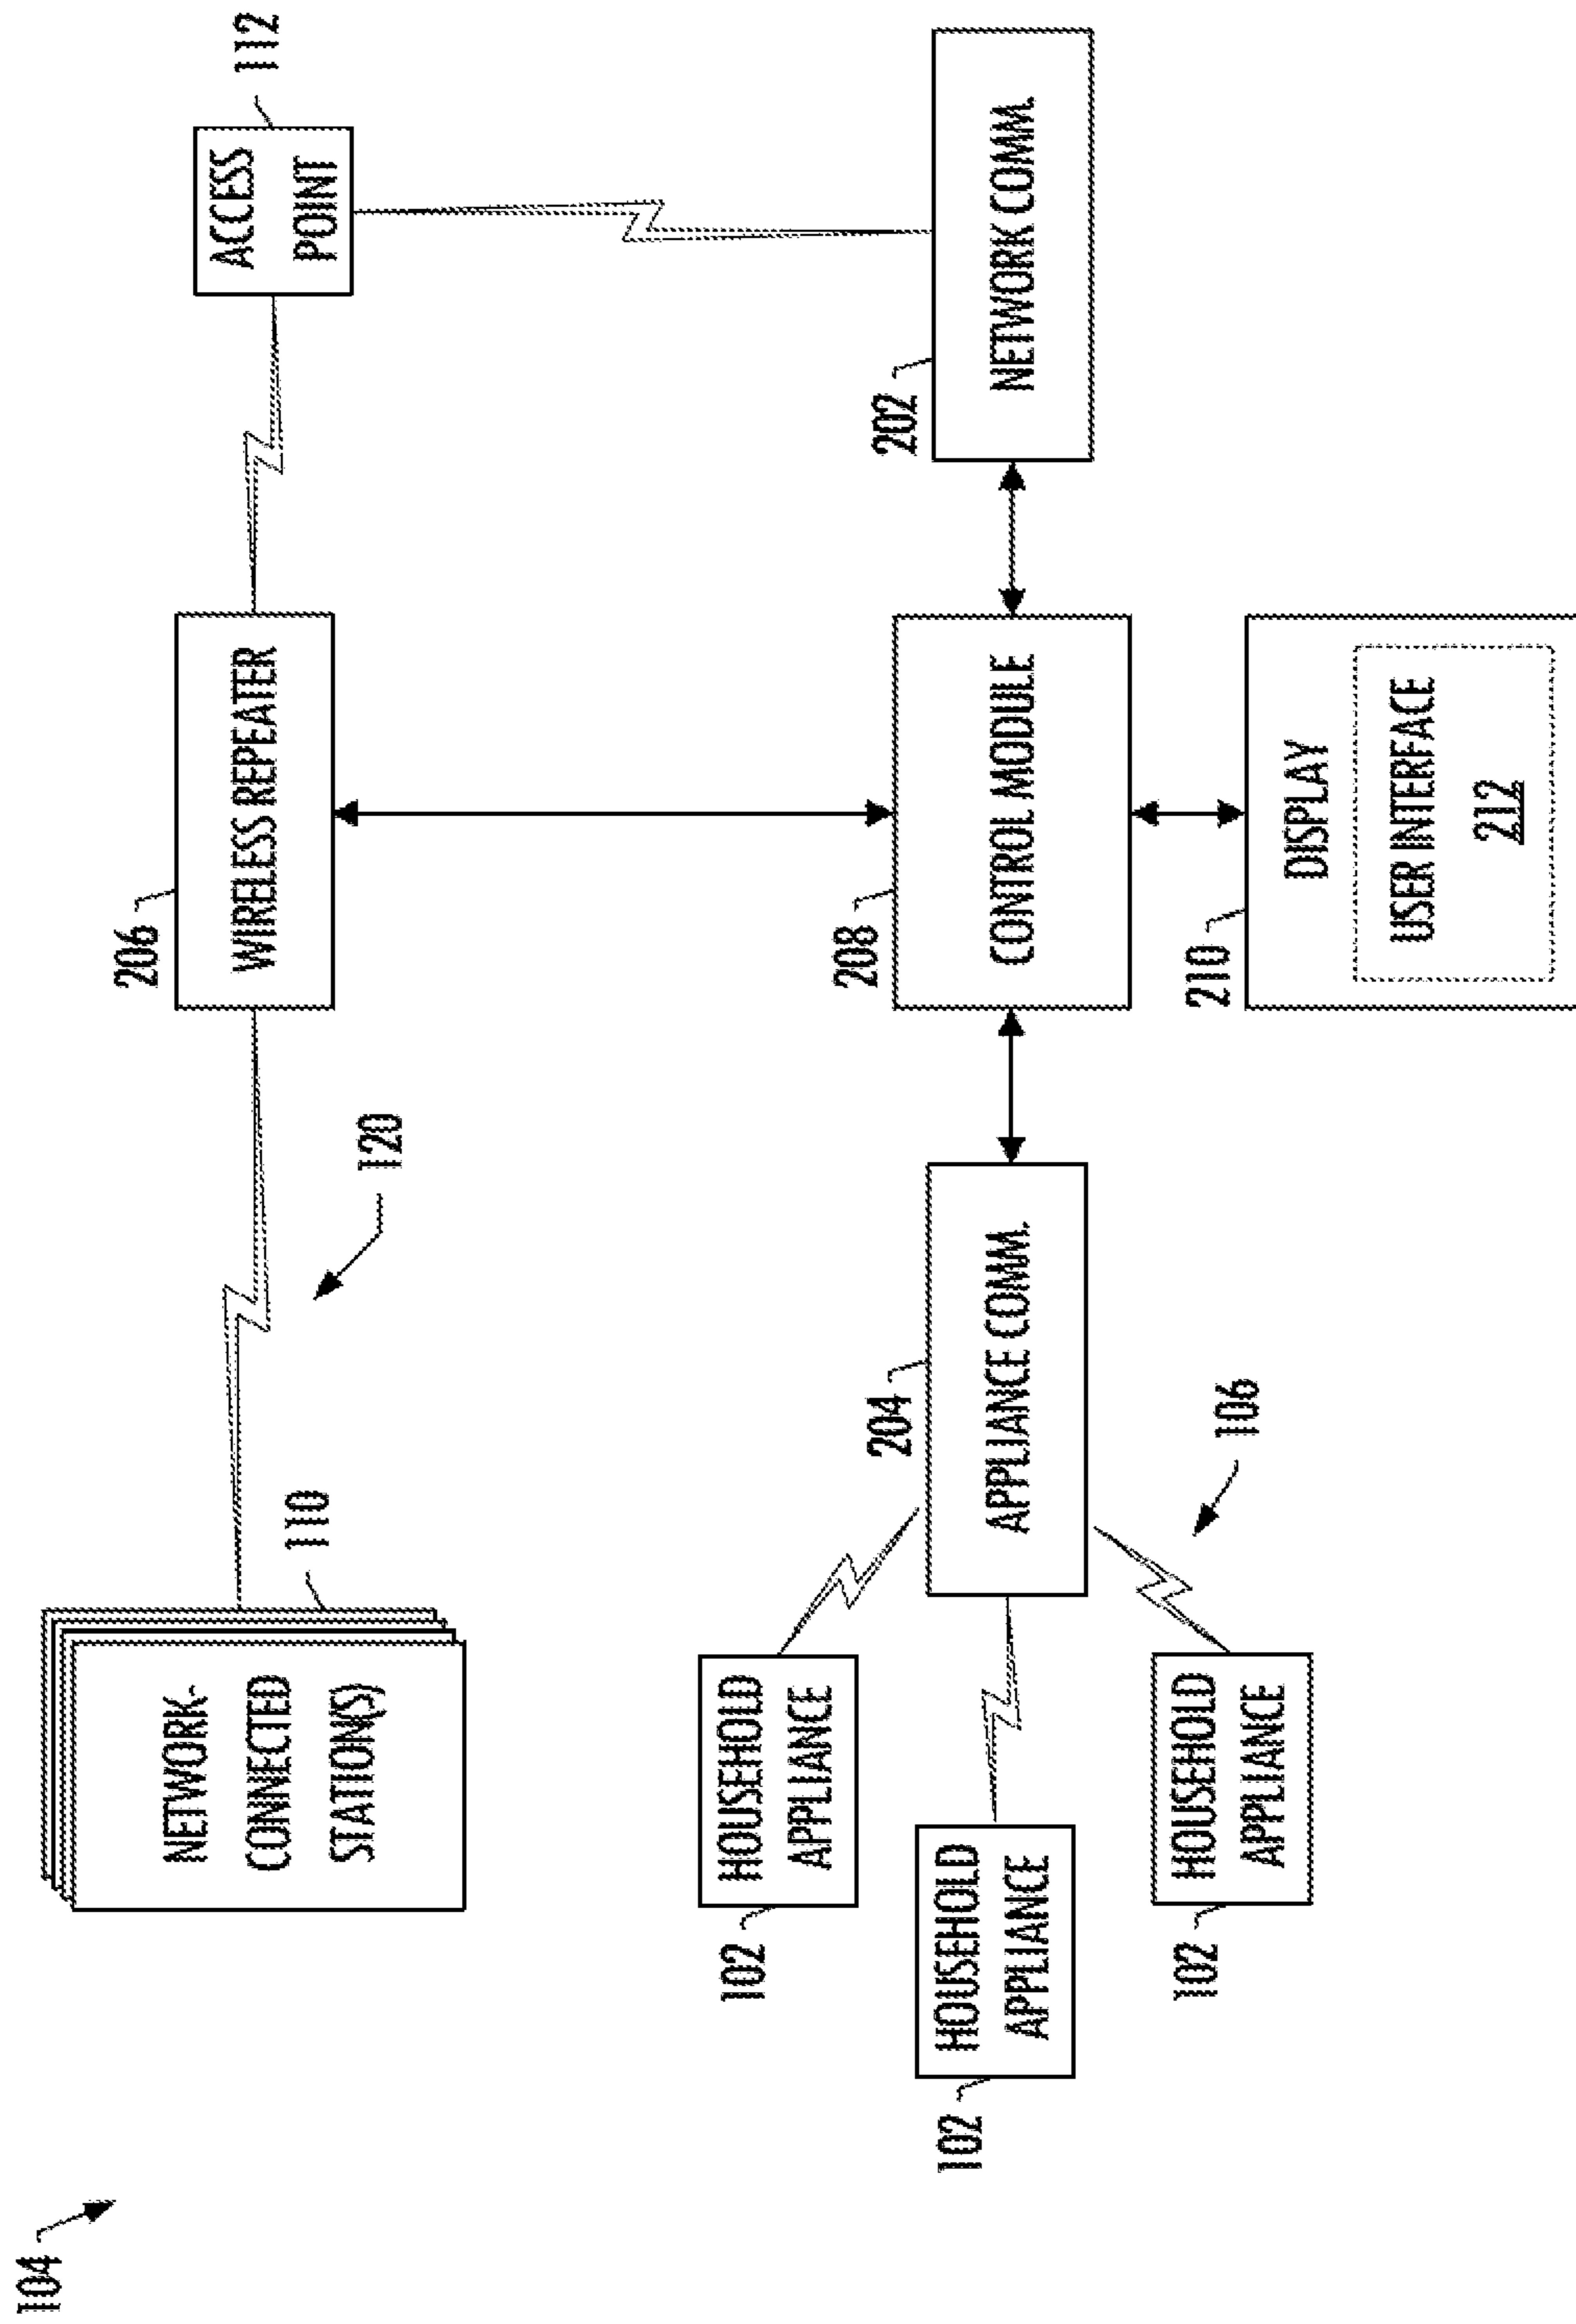 104
NETWORK-
CONNECTED
STATION(S)
110
120
206
WIRELESS REPEATER
ACCESS
POINT
112
102
HOUSEHOLD
APPLIANCE
102
HOUSEHOLD
APPLIANCE
102
HOUSEHOLD
APPLIANCE
106
204
APPLIANCE COMM.
208
CONTROL MODULE
202
NETWORK COMM.
210
DISPLAY
USER INTERFACE
212